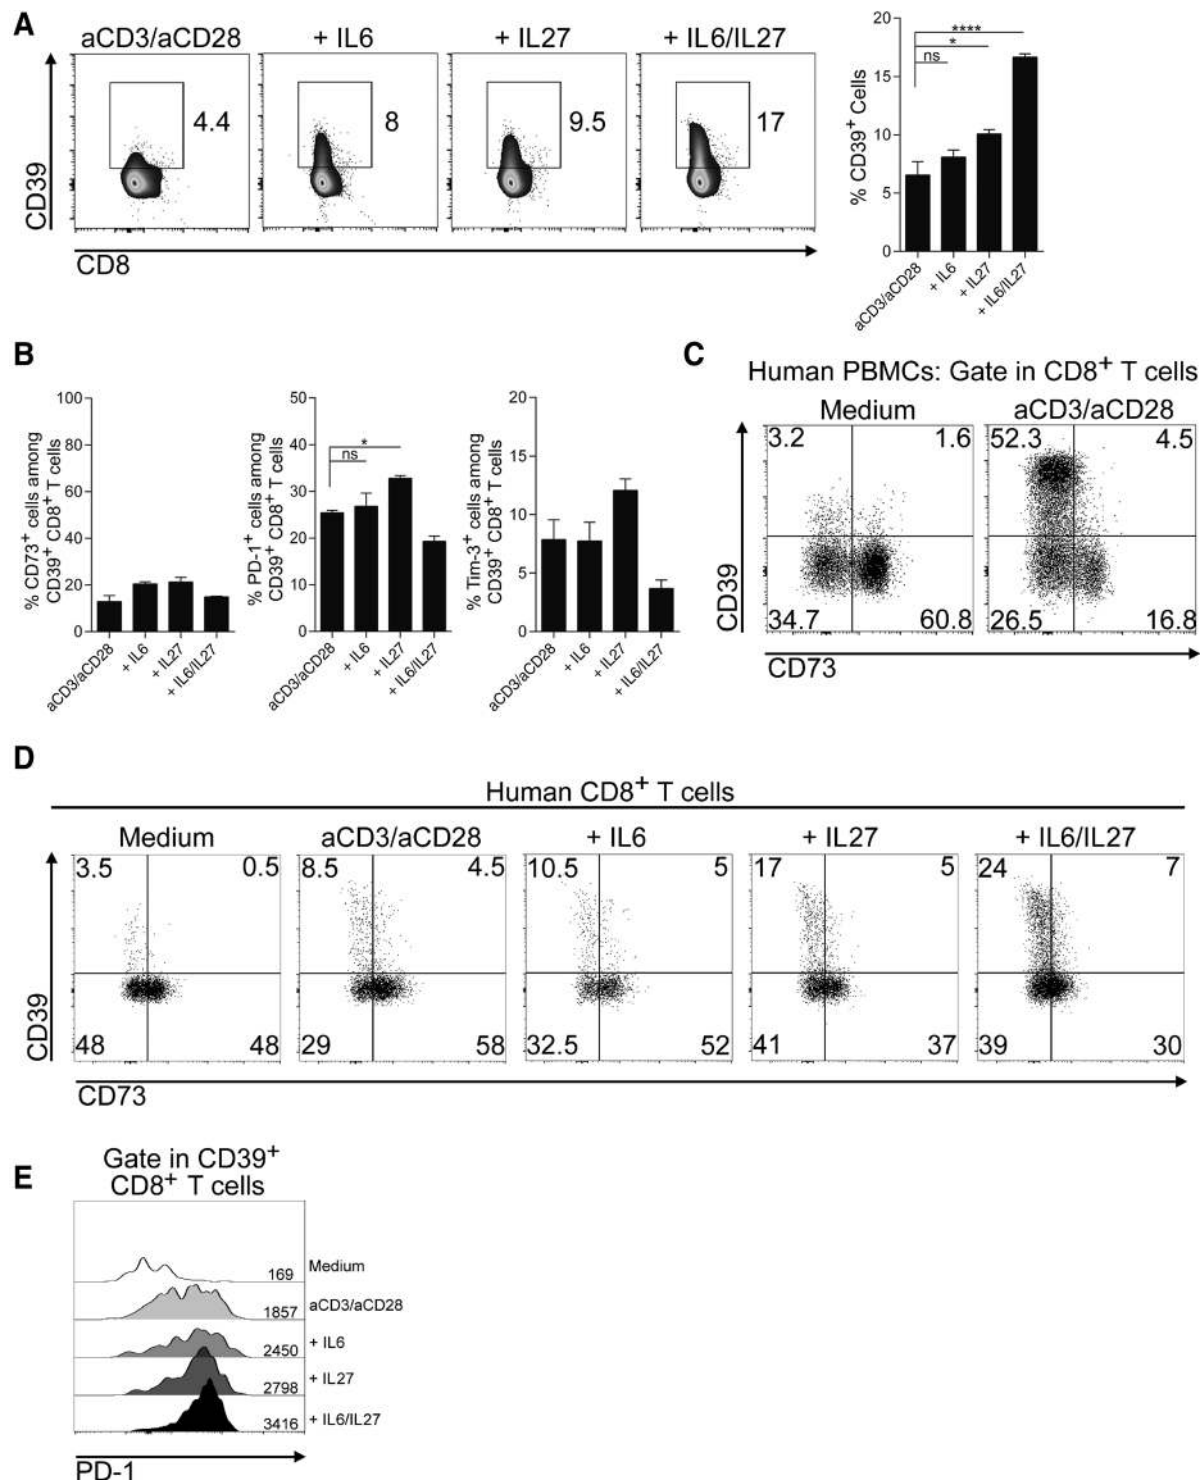 A
aCD3/aCD28
+ IL6
+ IL27
+ IL6/IL27
4.4
8
9.5
17
CD39
CD8
% CD39+ Cells
20
15
10
5
0
****
*
ns
aCD3/aCD28
+ IL6
+ IL27
+ IL6/IL27
B
% CD73+ cells among
CD39+ CD8+ T cells
100
80
60
40
20
0
aCD3/aCD28
+ IL6
+ IL27
+ IL6/IL27
% PD-1+ cells among
CD39+ CD8+ T cells
50
40
30
20
10
0
*
ns
aCD3/aCD28
+ IL6
+ IL27
+ IL6/IL27
% Tim-3+ cells among
CD39+ CD8+ T cells
20
15
10
5
0
aCD3/aCD28
+ IL6
+ IL27
+ IL6/IL27
C
Human PBMCs: Gate in CD8+ T cells
Medium
aCD3/aCD28
3.2
1.6
52.3
4.5
34.7
60.8
26.5
16.8
CD39
CD73
D
Human CD8+ T cells
Medium
aCD3/aCD28
+ IL6
+ IL27
+ IL6/IL27
3.5
0.5
8.5
4.5
10.5
5
17
5
24
7
48
48
29
58
32.5
52
41
37
39
30
CD39
CD73
E
Gate in CD39+
CD8+ T cells
169
Medium
1857
aCD3/aCD28
2450
+ IL6
2798
+ IL27
3416
+ IL6/IL27
PD-1